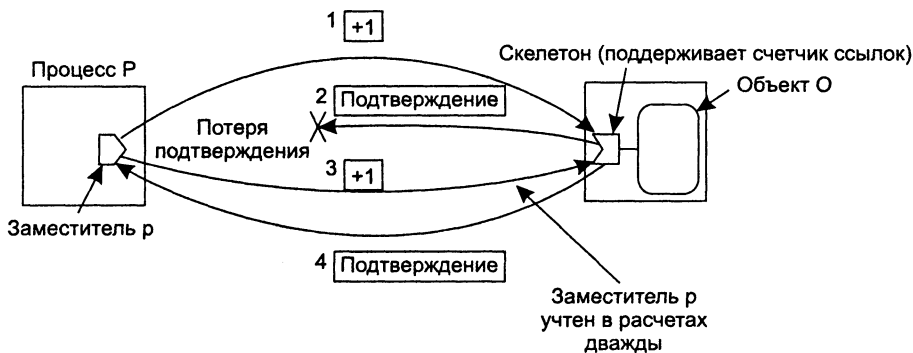 1 +1
Скелетон (поддерживает счетчик ссылок)
Процесс P
Объект O
2 Подтверждение
Потеря
подтверждения
3 +1
Заместитель p
4 Подтверждение
Заместитель p
учтен в расчетах
дважды